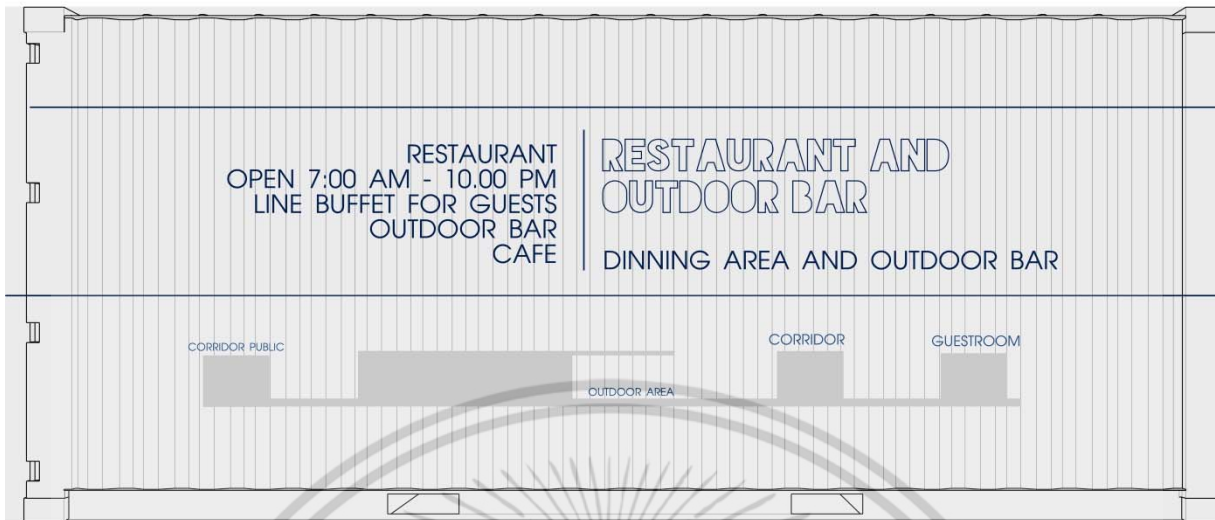 RESTAURANT
OPEN 7:00 AM - 10.00 PM
LINE BUFFET FOR GUESTS
OUTDOOR BAR
CAFE
RESTAURANT AND
OUTDOOR BAR
DINNING AREA AND OUTDOOR BAR
CORRIDOR PUBLIC
OUTDOOR AREA
CORRIDOR
GUESTROOM